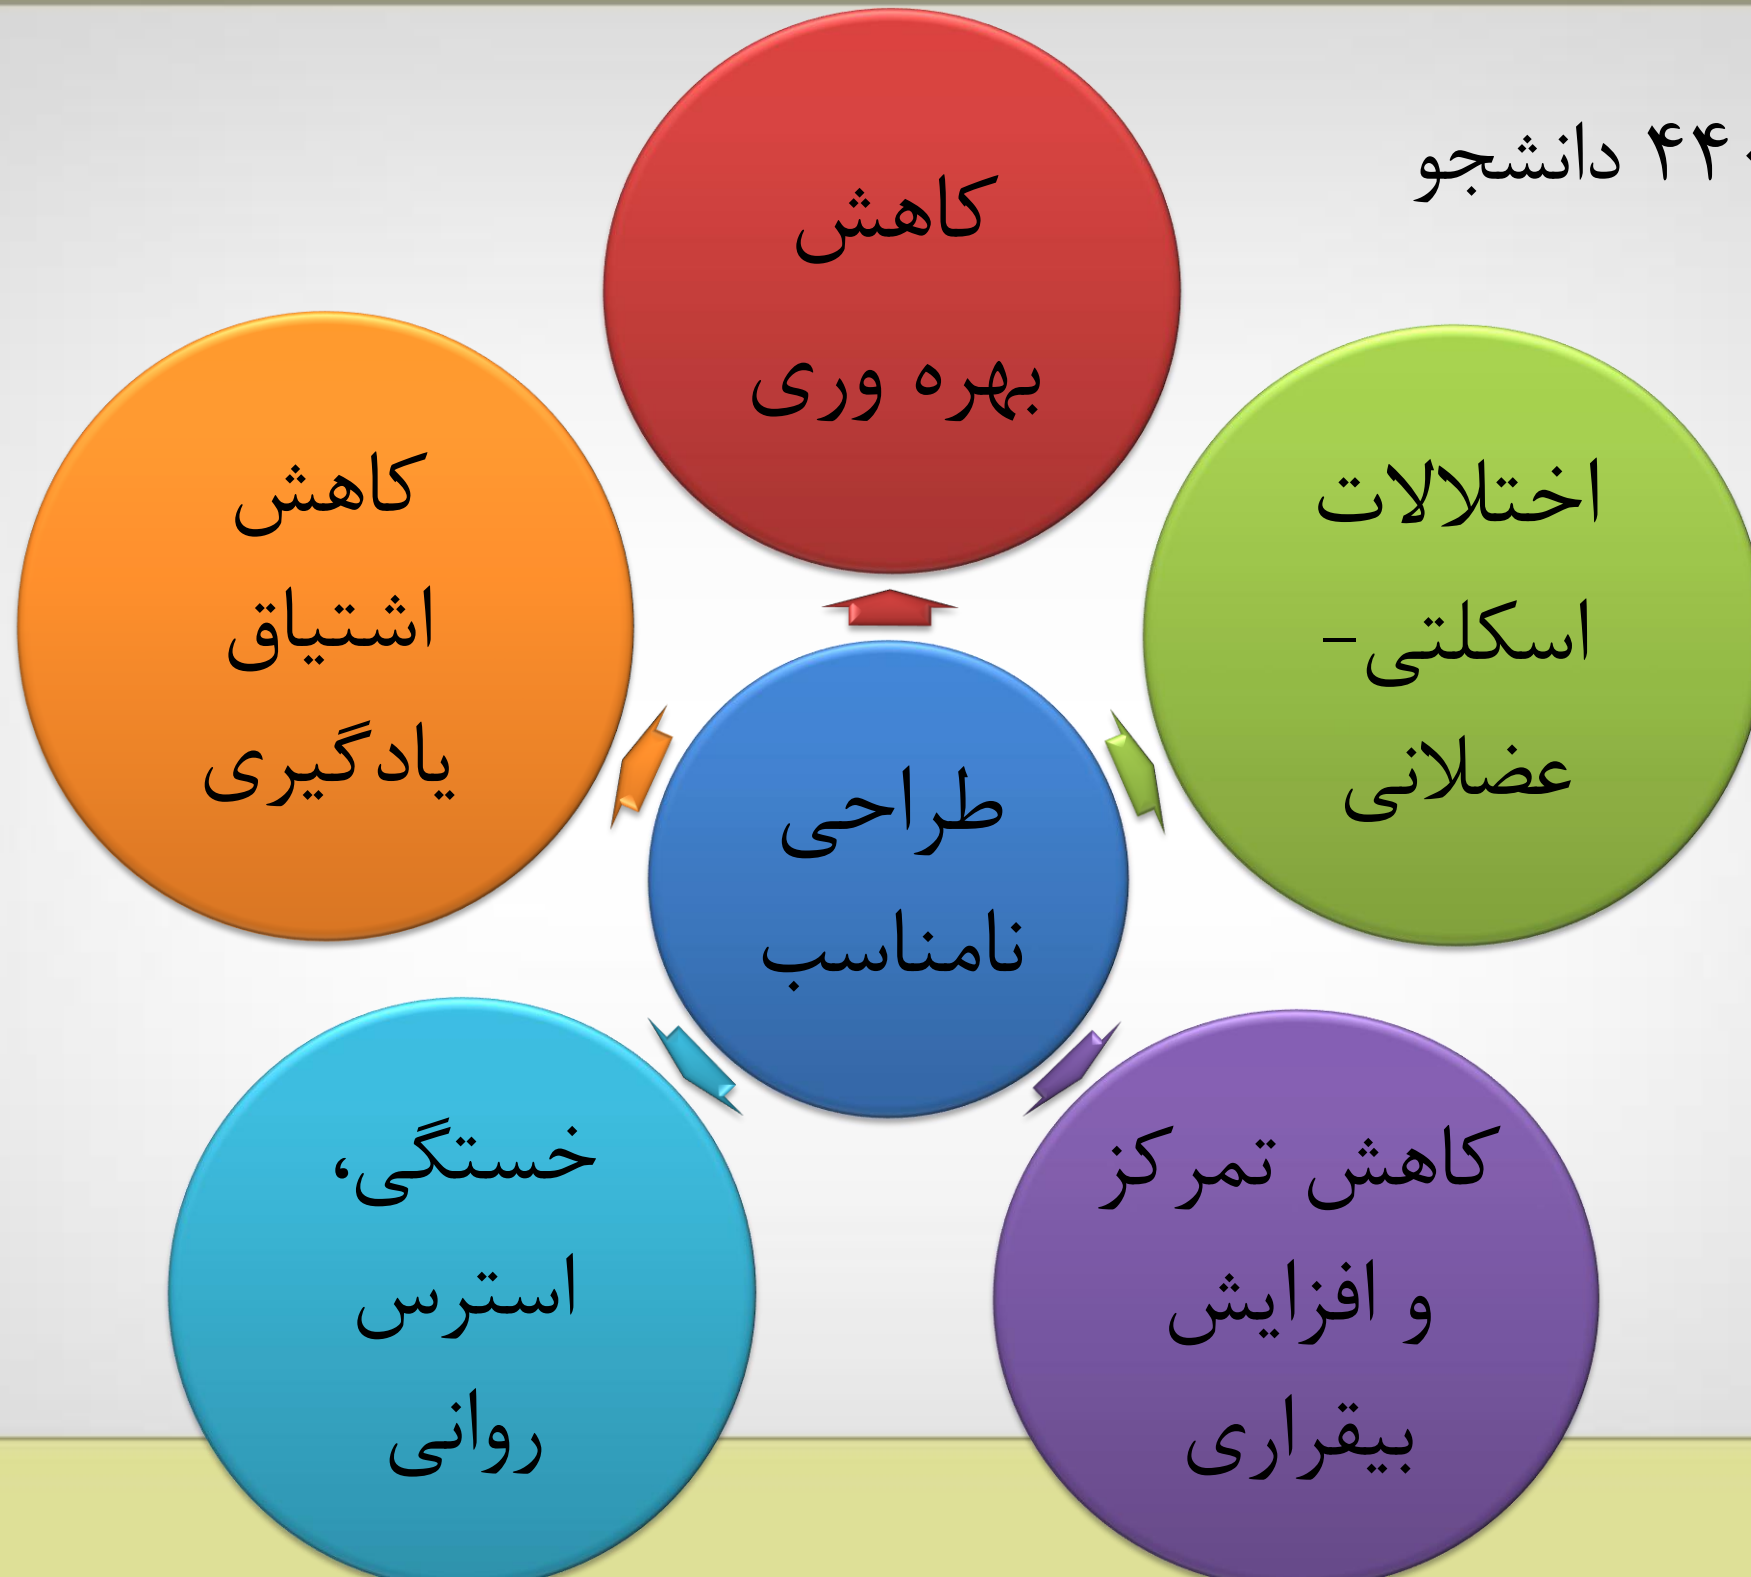 ۴۴۰ دانشجو
کاهش
بهره وری
اختلالات
اسکلتی–
عضلانی
کاهش تمرکز
و افزایش
بیقراری
خستگی،
استرس
روانی
کاهش
اشتیاق
یادگیری
طراحی
نامناسب